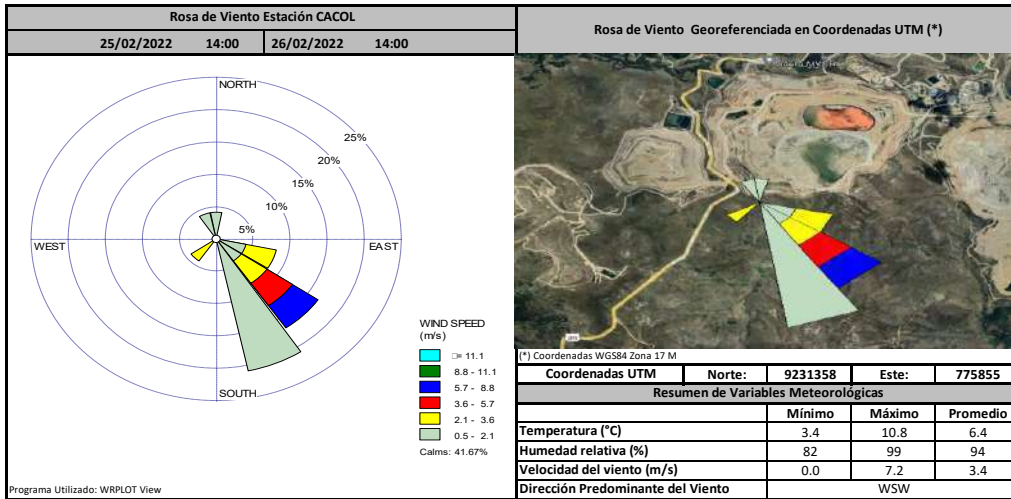 Rosa de Viento Estación CACOL
25/02/2022 14:00 26/02/2022 14:00
NORTH
25%
20%
15%
10%
5%
WEST
EAST
SOUTH
WIND SPEED
(m/s)
□= 11.1
8.8 - 11.1
5.7 - 8.8
3.6 - 5.7
2.1 - 3.6
0.5 - 2.1
Calms: 41.67%
Programa Utilizado: WRPLOT View
Rosa de Viento Georeferenciada en Coordenadas UTM (*)
(*) Coordenadas WGS84 Zona 17 M
Coordenadas UTM Norte: 9231358 Este: 775855
Resumen de Variables Meteorológicas
Mínimo Máximo Promedio
Temperatura (°C) 3.4 10.8 6.4
Humedad relativa (%) 82 99 94
Velocidad del viento (m/s) 0.0 7.2 3.4
Dirección Predominante del Viento WSW